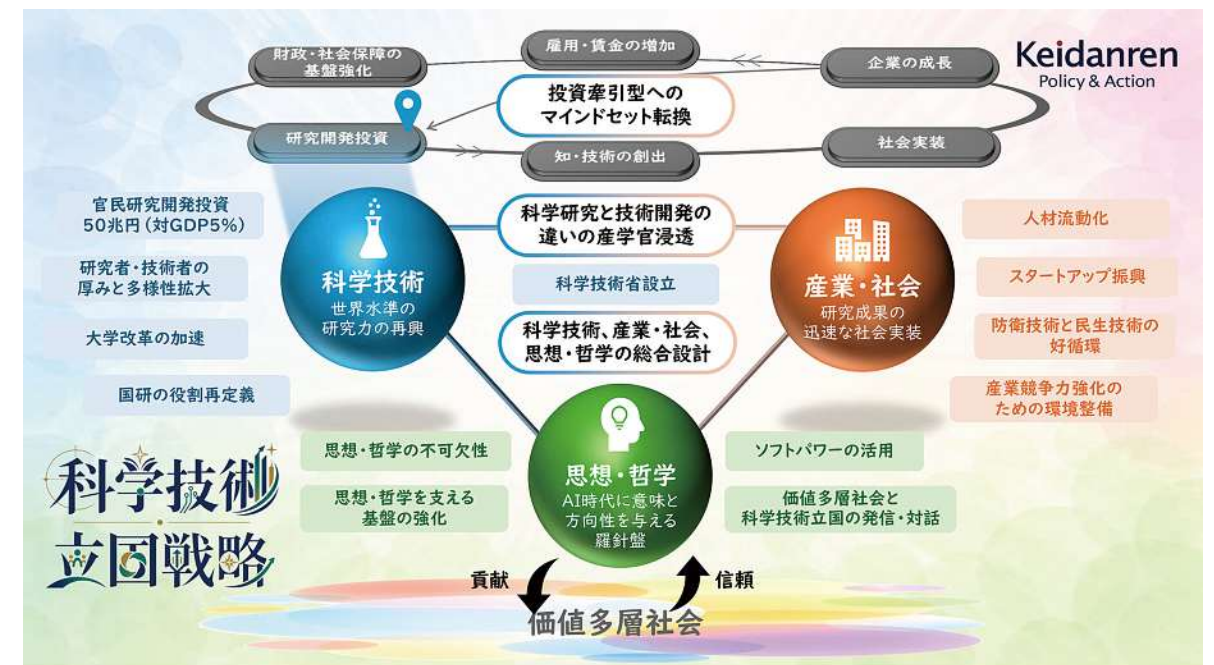 財政・社会保障の
基盤強化
雇用・賃金の増加
企業の成長
Keidanren
Policy & Action
投資牽引型への
マインドセット転換
研究開発投資
知・技術の創出
社会実装
官民研究開発投資
50兆円（対GDP5%）
研究者・技術者の
厚みと多様性拡大
大学改革の加速
国研の役割再定義
科学技術
世界水準の
研究力の再興
科学研究と技術開発の
違いの産学官浸透
科学技術省設立
科学技術、産業・社会、
思想・哲学の総合設計
産業・社会
研究成果の
迅速な社会実装
人材流動化
スタートアップ振興
防衛技術と民生技術の
好循環
産業競争力強化の
ための環境整備
思想・哲学の不可欠性
思想・哲学を支える
基盤の強化
思想・哲学
AI時代に意味と
方向性を与える
羅針盤
ソフトパワーの活用
価値多層社会と
科学技術立国の発信・対話
科学技術
立国戦略
貢献
信頼
価値多層社会